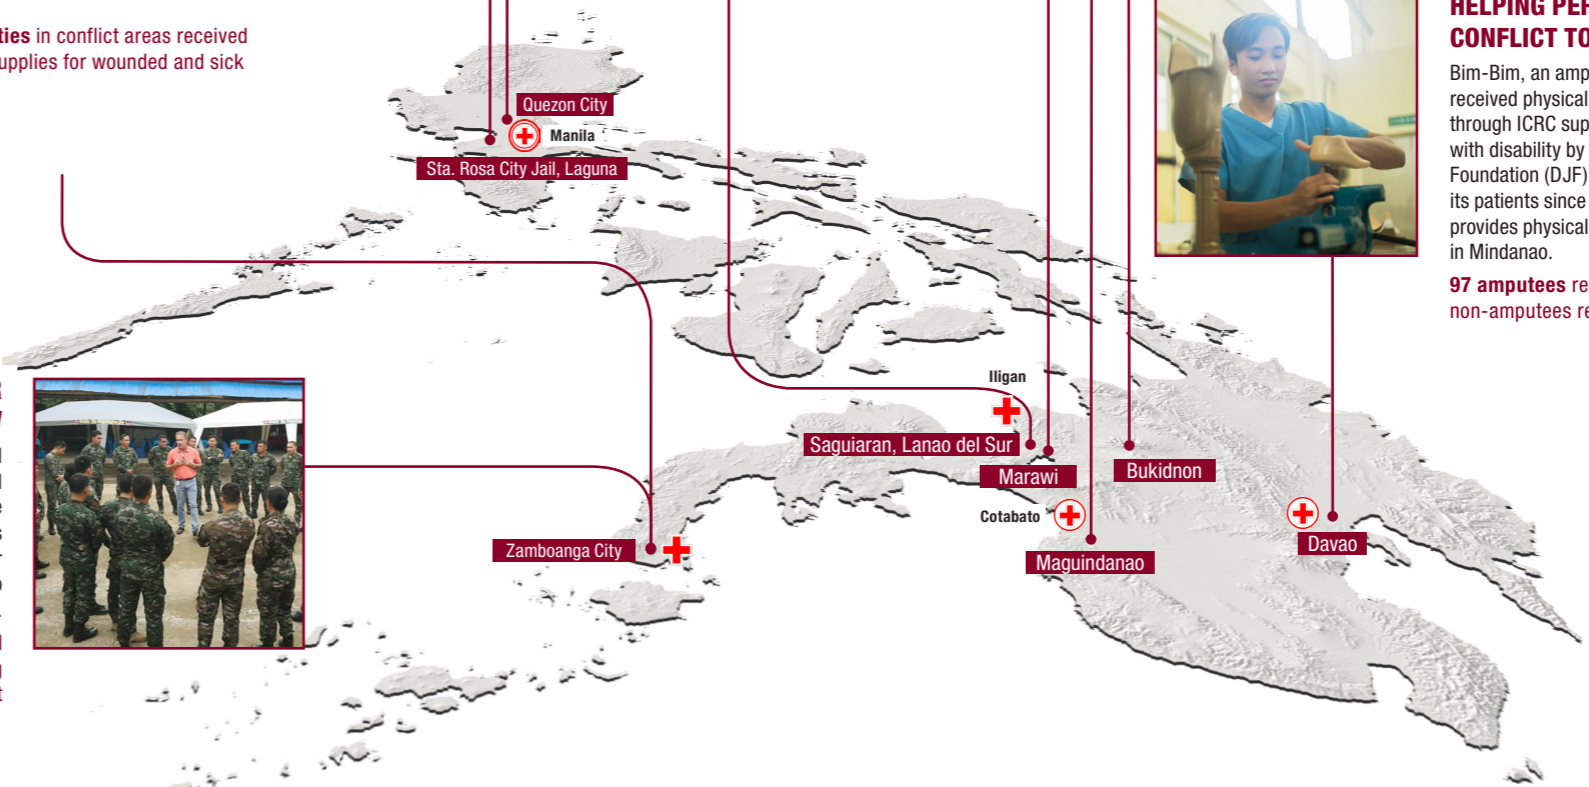 ties in conflict areas received
upplies for wounded and sick
HELPING PER
CONFLICT TO
Bim-Bim, an amp
received physical
through ICRC sup
with disability by
Foundation (DJF)
its patients since
provides physical
in Mindanao.
97 amputees re
non-amputees re
Quezon City
Manila
Sta. Rosa City Jail, Laguna
Iligan
Saguiaran, Lanao del Sur
Marawi
Bukidnon
Cotabato
Maguindanao
Davao
Zamboanga City